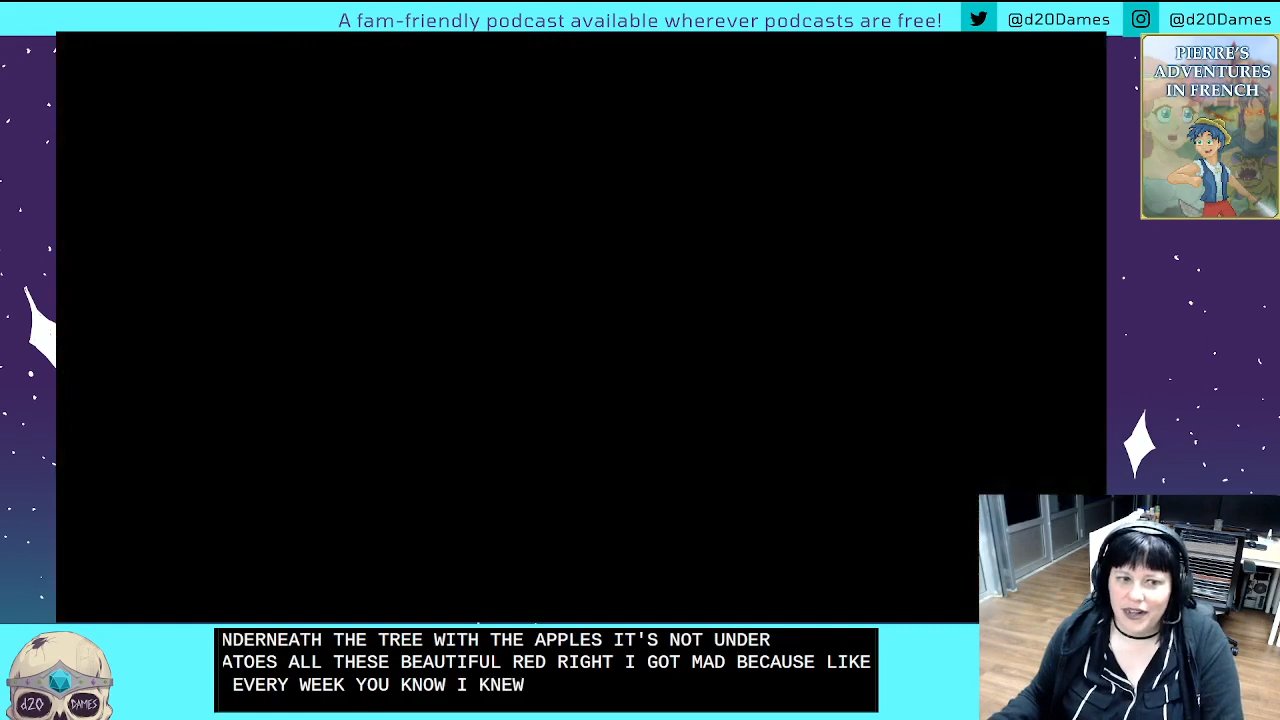 A fam-friendly podcast available wherever podcasts are free!
@d20Dames
@d20Dames
PIERRE'S
ADVENTURES
IN FRENCH
NDERNEATH THE TREE WITH THE APPLES IT'S NOT UNDER
ATOES ALL THESE BEAUTIFUL RED RIGHT I GOT MAD BECAUSE LIKE
EVERY WEEK YOU KNOW I KNEW
d20 DAMES